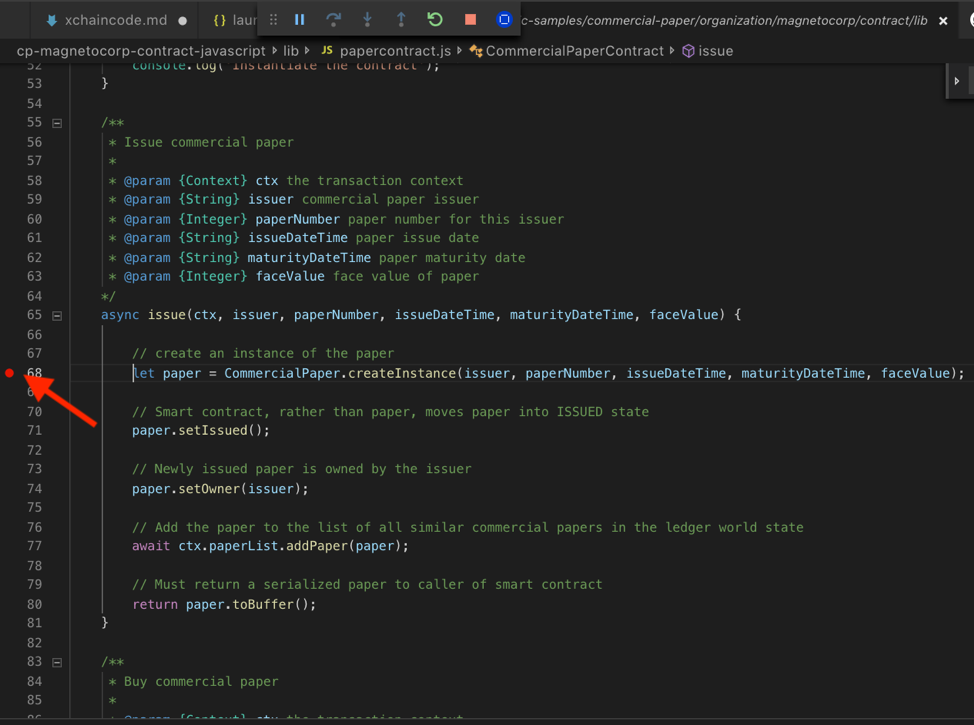 xchaincode.md
{} laun
c-samples/commercial-paper/organization/magnetocorp/contract/lib
cp-magnetocorp-contract-javascript lib JS papercontract.js CommercialPaperContract issue
52 console.log('Instantiate the contract');
53 }
54
55 /**
56 * Issue commercial paper
57 *
58 * @param {Context} ctx the transaction context
59 * @param {String} issuer commercial paper issuer
60 * @param {Integer} paperNumber paper number for this issuer
61 * @param {String} issueDateTime paper issue date
62 * @param {String} maturityDateTime paper maturity date
63 * @param {Integer} faceValue face value of paper
64 */
65 async issue(ctx, issuer, paperNumber, issueDateTime, maturityDateTime, faceValue) {
66
67 // create an instance of the paper
68 let paper = CommercialPaper.createInstance(issuer, paperNumber, issueDateTime, maturityDateTime, faceValue);
69
70 // Smart contract, rather than paper, moves paper into ISSUED state
71 paper.setIssued();
72
73 // Newly issued paper is owned by the issuer
74 paper.setOwner(issuer);
75
76 // Add the paper to the list of all similar commercial papers in the ledger world state
77 await ctx.paperList.addPaper(paper);
78
79 // Must return a serialized paper to caller of smart contract
80 return paper.toBuffer();
81 }
82
83 /**
84 * Buy commercial paper
85 *
86 * @param {Context} ctx the transaction context